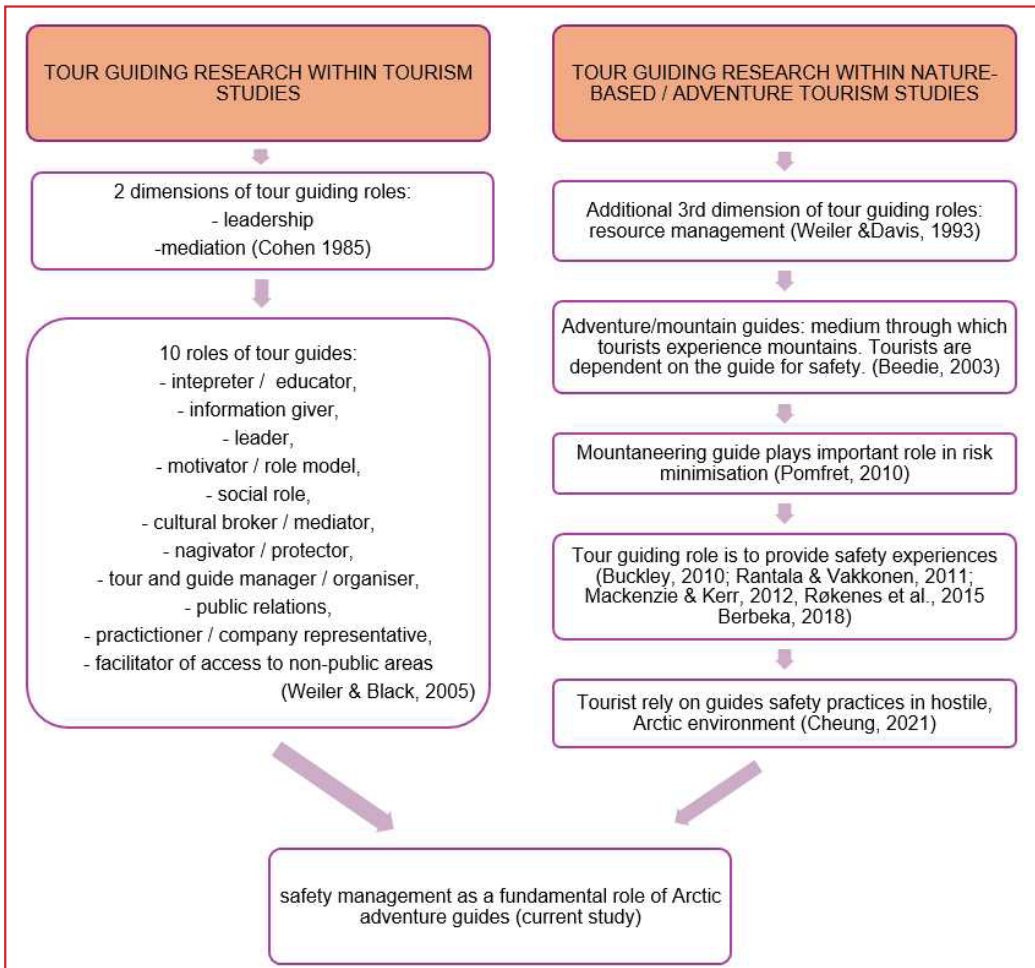 TOUR GUIDING RESEARCH WITHIN TOURISM
STUDIES
2 dimensions of tour guiding roles:
- leadership
-mediation (Cohen 1985)
10 roles of tour guides:
- intepreter / educator,
- information giver,
- leader,
- motivator / role model,
- social role,
- cultural broker / mediator,
- nagivator / protector,
- tour and guide manager / organiser,
- public relations,
- practictioner / company representative,
- facilitator of access to non-public areas
(Weiler & Black, 2005)
TOUR GUIDING RESEARCH WITHIN NATURE-
BASED / ADVENTURE TOURISM STUDIES
Additional 3rd dimension of tour guiding roles:
resource management (Weiler &Davis, 1993)
Adventure/mountain guides: medium through which
tourists experience mountains. Tourists are
dependent on the guide for safety. (Beedie, 2003)
Mountaneering guide plays important role in risk
minimisation (Pomfret, 2010)
Tour guiding role is to provide safety experiences
(Buckley, 2010; Rantala & Vakkonen, 2011;
Mackenzie & Kerr, 2012, Røkenes et al., 2015
Berbeka, 2018)
Tourist rely on guides safety practices in hostile,
Arctic environment (Cheung, 2021)
safety management as a fundamental role of Arctic
adventure guides (current study)